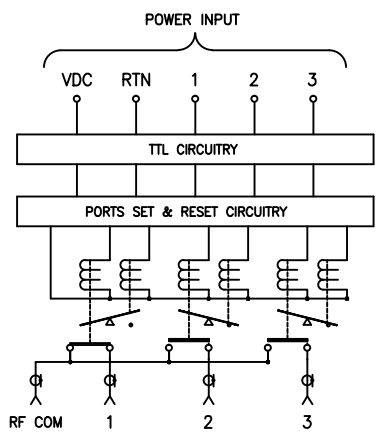 POWER INPUT
VDC RTN 1 2 3
TTL CIRCUITRY
PORTS SET & RESET CIRCUITRY
RF COM 1 2 3